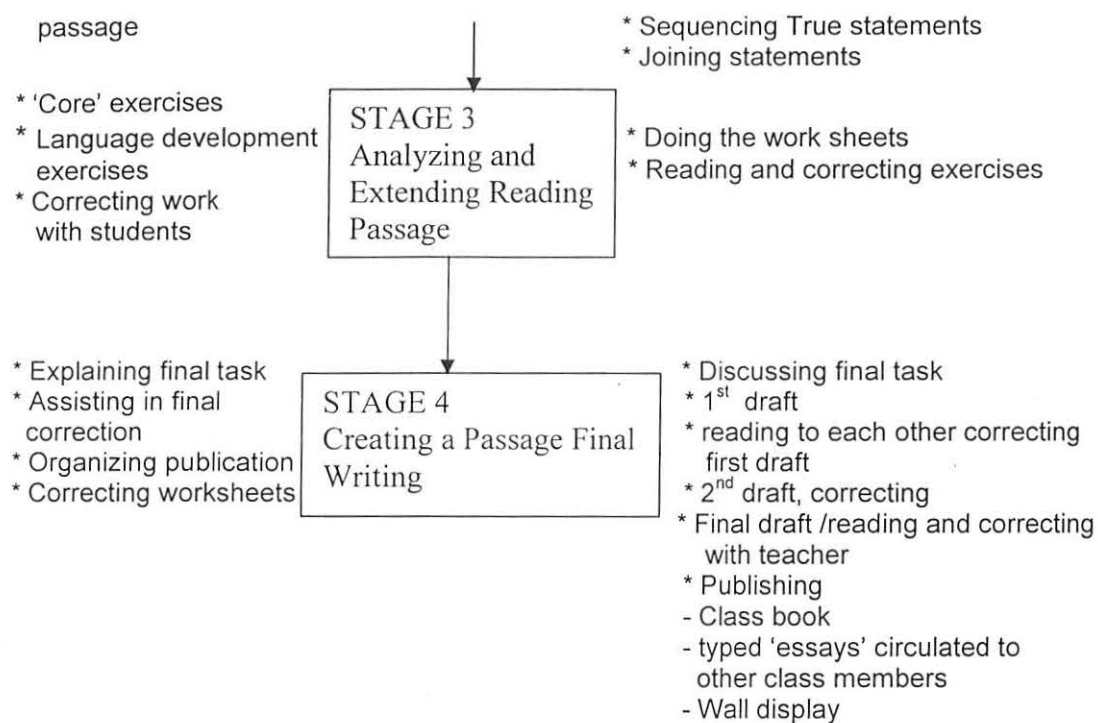 passage
* Sequencing True statements
* Joining statements
* 'Core' exercises
* Language development
exercises
* Correcting work
with students
STAGE 3
Analyzing and
Extending Reading
Passage
* Doing the work sheets
* Reading and correcting exercises
* Explaining final task
* Assisting in final
correction
* Organizing publication
* Correcting worksheets
STAGE 4
Creating a Passage Final
Writing
* Discussing final task
* 1st draft
* reading to each other correcting
first draft
* 2nd draft, correcting
* Final draft /reading and correcting
with teacher
* Publishing
- Class book
- typed 'essays' circulated to
other class members
- Wall display